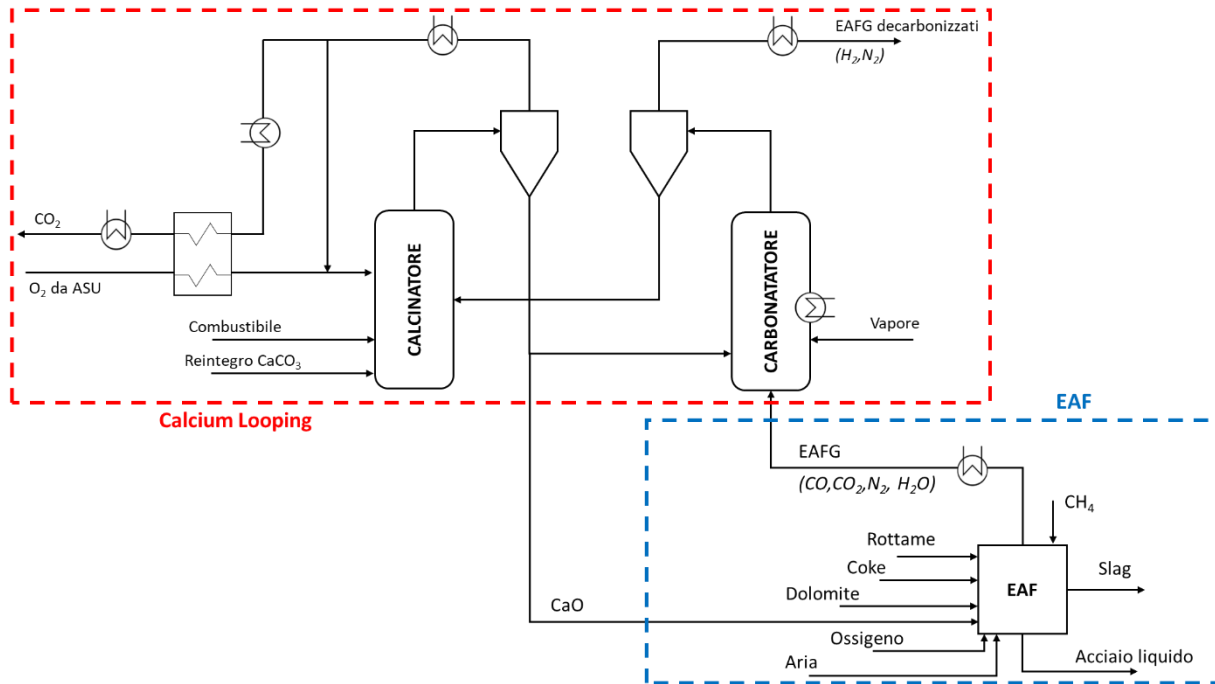 EAFG decarbonizzati
(H₂,N₂)
CO₂
O₂ da ASU
CALCINATORE
CARBONATATORE
Combustibile
Vapore
Reintegro CaCO₃
Calcium Looping
EAF
EAFG
(CO,CO₂,N₂, H₂O)
CH₄
Rottame
Coke
Dolomite
EAF
Slag
CaO
Ossigeno
Aria
Acciaio liquido